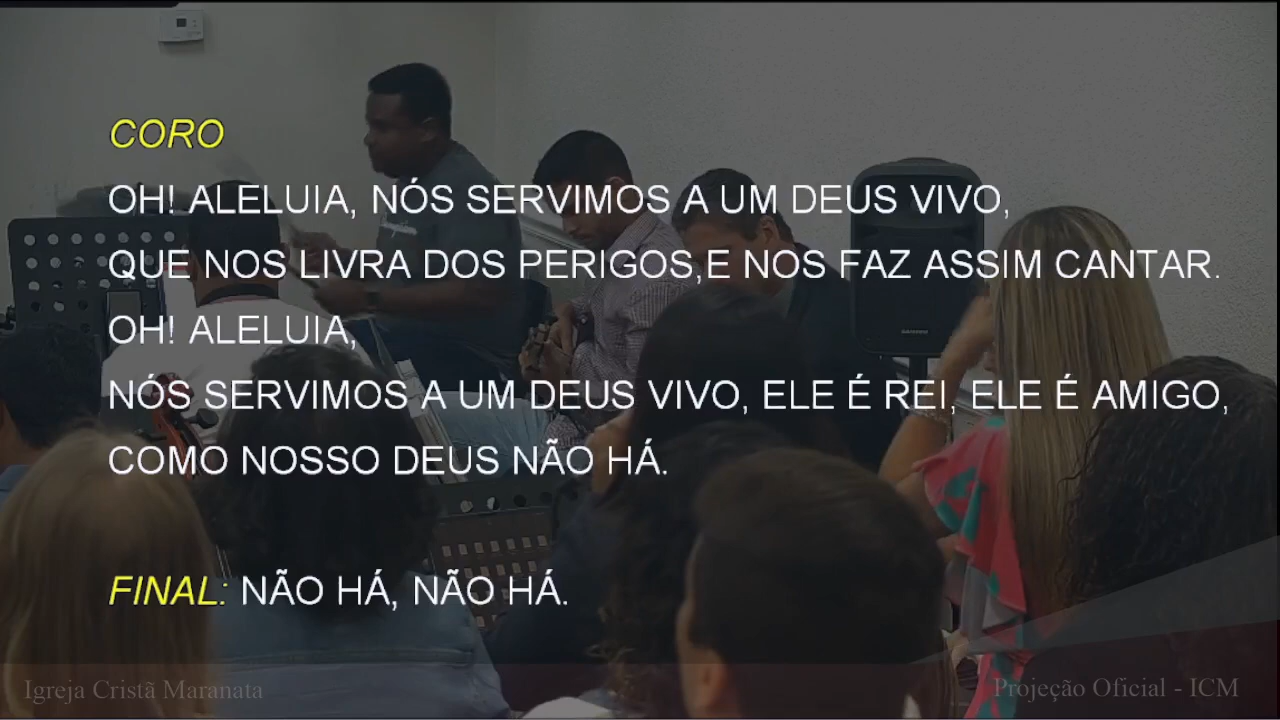 CORO
OH! ALELUIA, NÓS SERVIMOS A UM DEUS VIVO,
QUE NOS LIVRA DOS PERIGOS,E NOS FAZ ASSIM CANTAR.
OH! ALELUIA,
NÓS SERVIMOS A UM DEUS VIVO, ELE É REI, ELE É AMIGO,
COMO NOSSO DEUS NÃO HÁ.
FINAL: NÃO HÁ, NÃO HÁ.
Igreja Cristã Maranata
Projeção Oficial - ICM